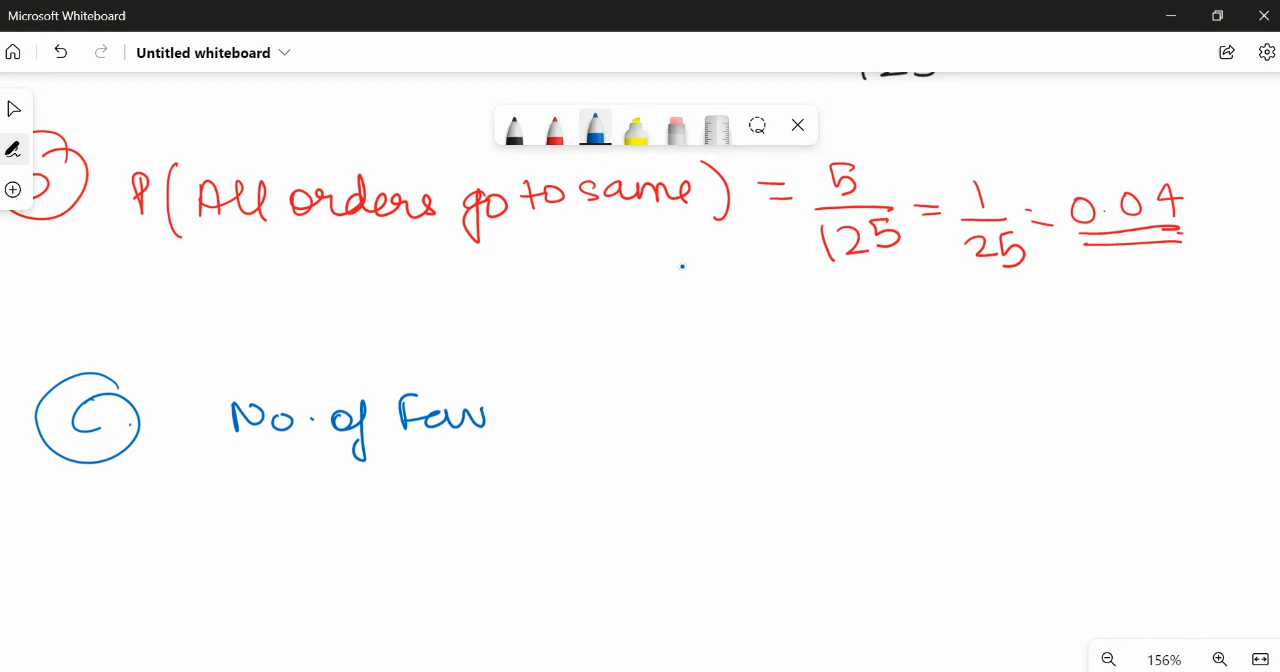 Microsoft Whiteboard
Untitled whiteboard
125
P(All orders go to same) = 5/125 = 1/25 = 0.04
C. No. of Fav
156%